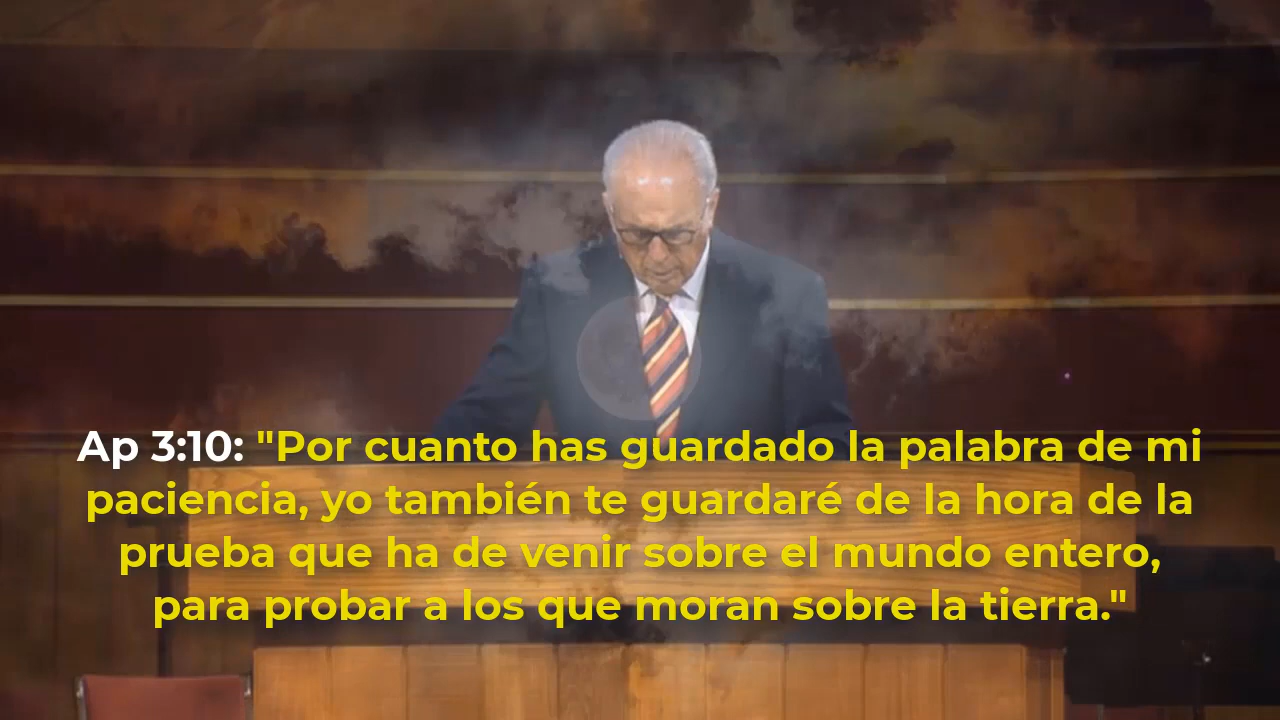 Ap 3:10: "Por cuanto has guardado la palabra de mi
paciencia, yo también te guardaré de la hora de la
prueba que ha de venir sobre el mundo entero,
para probar a los que moran sobre la tierra."